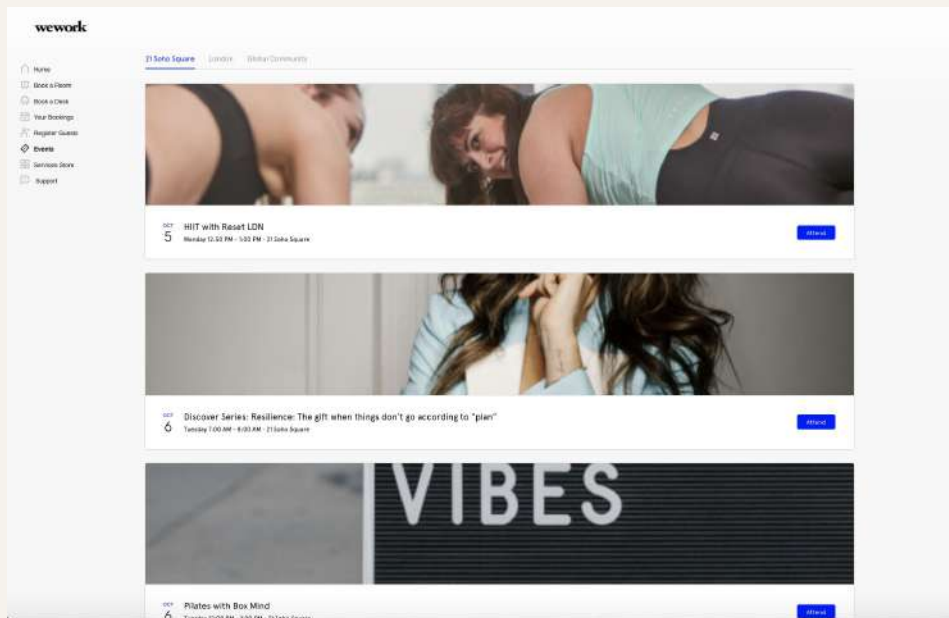 wework
21 Soho Square London Global Community
Home
Book a Room
Book a Desk
Your Bookings
Register Guests
Events
Services Store
Support
OCT
5
HIIT with Reset LDN
Monday 12:50 PM - 1:00 PM · 21 Soho Square
Attend
OCT
6
Discover Series: Resilience: The gift when things don't go according to "plan"
Tuesday 7:00 AM - 8:00 AM · 21 Soho Square
Attend
VIBES
OCT
6
Pilates with Box Mind
Attend